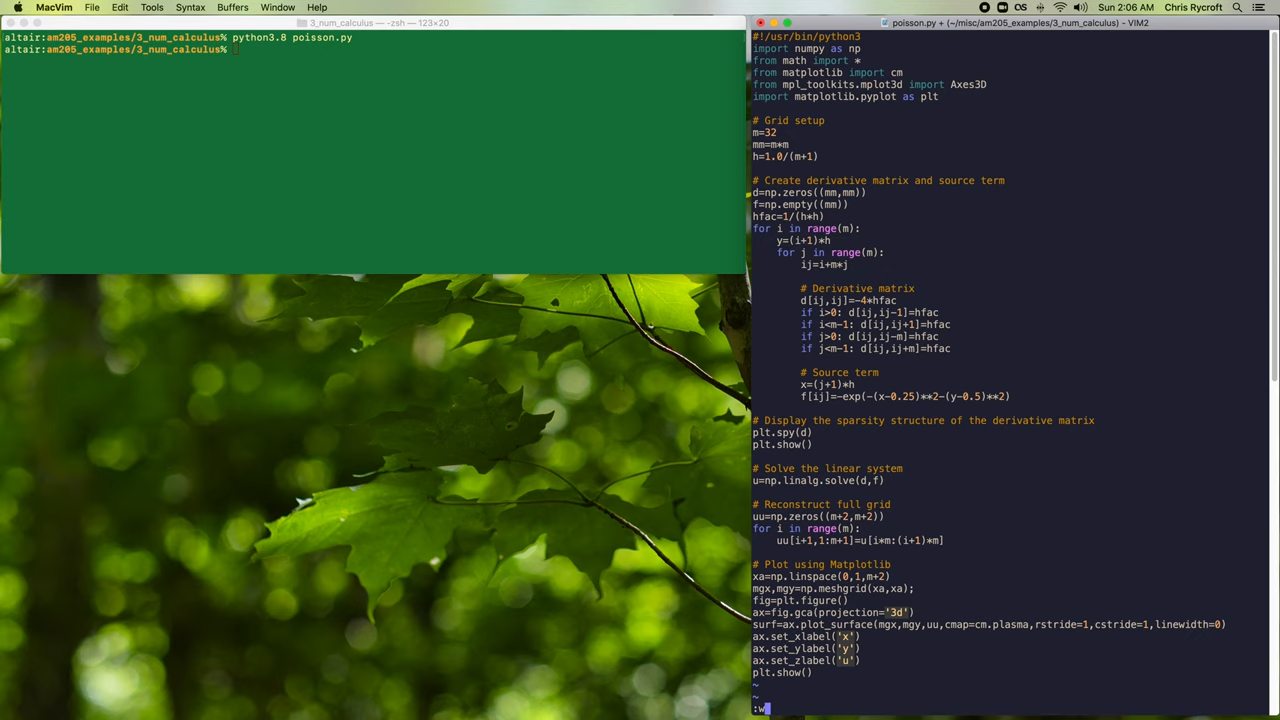 MacVim File Edit Tools Syntax Buffers Window Help
Sun 2:06 AM Chris Rycroft
3_num_calculus — -zsh — 123×20
altair:am205_examples/3_num_calculus% python3.8 poisson.py
altair:am205_examples/3_num_calculus%
poisson.py + (~/misc/am205_examples/3_num_calculus) - VIM2
#!/usr/bin/python3
import numpy as np
from math import *
from matplotlib import cm
from mpl_toolkits.mplot3d import Axes3D
import matplotlib.pyplot as plt
# Grid setup
m=32
mm=m*m
h=1.0/(m+1)
# Create derivative matrix and source term
d=np.zeros((mm,mm))
f=np.empty((mm))
hfac=1/(h*h)
for i in range(m):
    y=(i+1)*h
    for j in range(m):
        ij=i+m*j
        # Derivative matrix
        d[ij,ij]=-4*hfac
        if i>0: d[ij,ij-1]=hfac
        if i<m-1: d[ij,ij+1]=hfac
        if j>0: d[ij,ij-m]=hfac
        if j<m-1: d[ij,ij+m]=hfac
        # Source term
        x=(j+1)*h
        f[ij]=-exp(-(x-0.25)**2-(y-0.5)**2)
# Display the sparsity structure of the derivative matrix
plt.spy(d)
plt.show()
# Solve the linear system
u=np.linalg.solve(d,f)
# Reconstruct full grid
uu=np.zeros((m+2,m+2))
for i in range(m):
    uu[i+1,1:m+1]=u[i*m:(i+1)*m]
# Plot using Matplotlib
xa=np.linspace(0,1,m+2)
mgx,mgy=np.meshgrid(xa,xa);
fig=plt.figure()
ax=fig.gca(projection='3d')
surf=ax.plot_surface(mgx,mgy,uu,cmap=cm.plasma,rstride=1,cstride=1,linewidth=0)
ax.set_xlabel('x')
ax.set_ylabel('y')
ax.set_zlabel('u')
plt.show()
~
~
:w